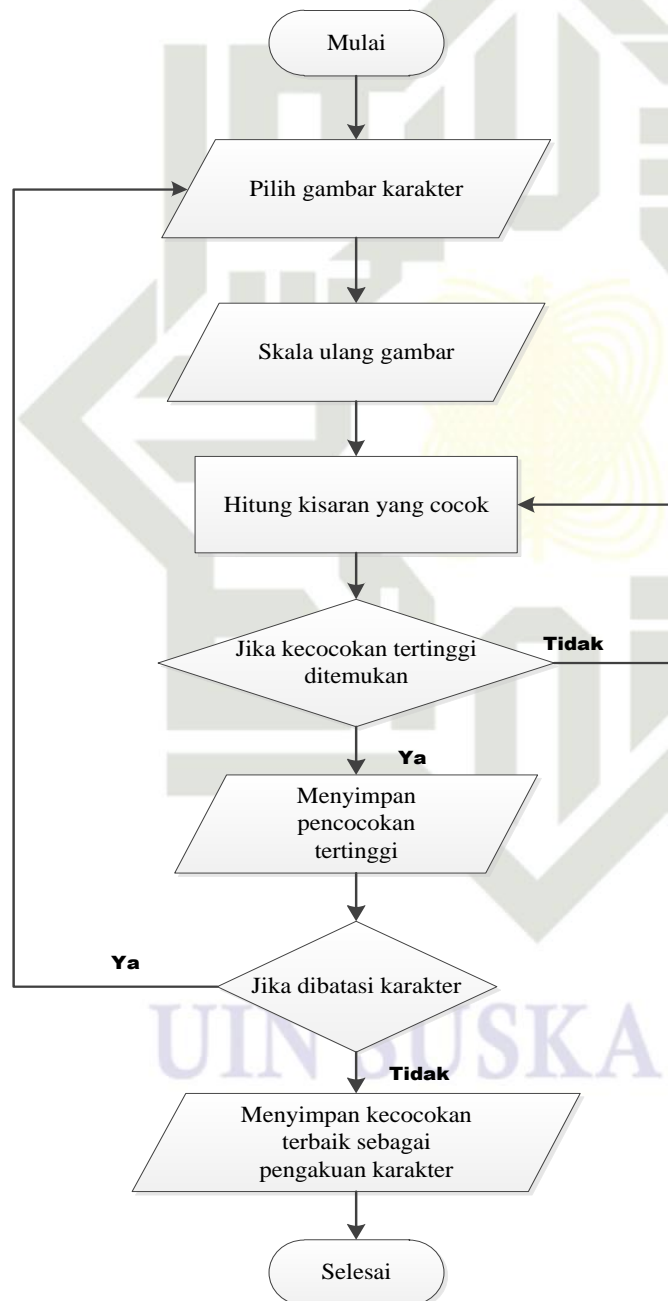 Mulai
Pilih gambar karakter
Skala ulang gambar
Hitung kisaran yang cocok
Jika kecocokan tertinggi
ditemukan
Tidak
Ya
Menyimpan
pencocokan
tertinggi
Ya
Jika dibatasi karakter
UIN SUSKA
Tidak
Menyimpan kecocokan
terbaik sebagai
pengakuan karakter
Selesai